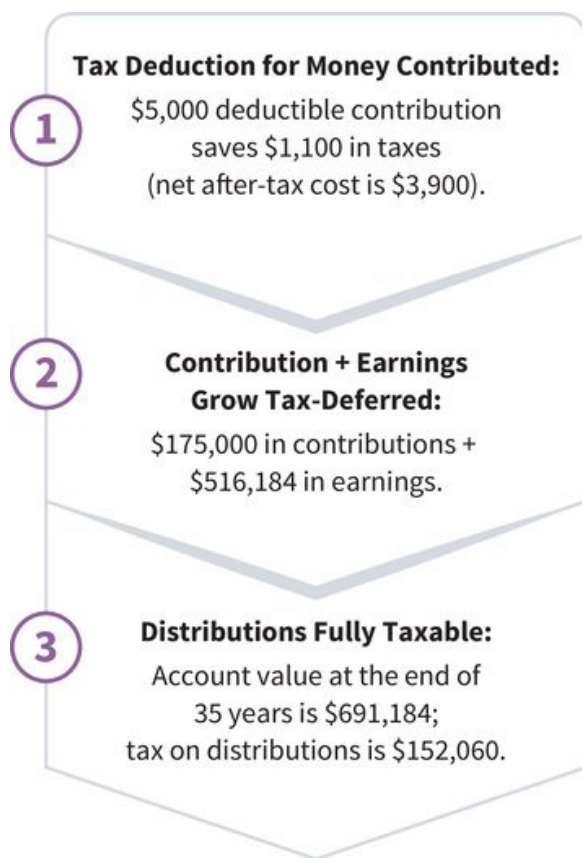 1
Tax Deduction for Money Contributed:
$5,000 deductible contribution
saves $1,100 in taxes
(net after-tax cost is $3,900).
2
Contribution + Earnings
Grow Tax-Deferred:
$175,000 in contributions +
$516,184 in earnings.
3
Distributions Fully Taxable:
Account value at the end of
35 years is $691,184;
tax on distributions is $152,060.